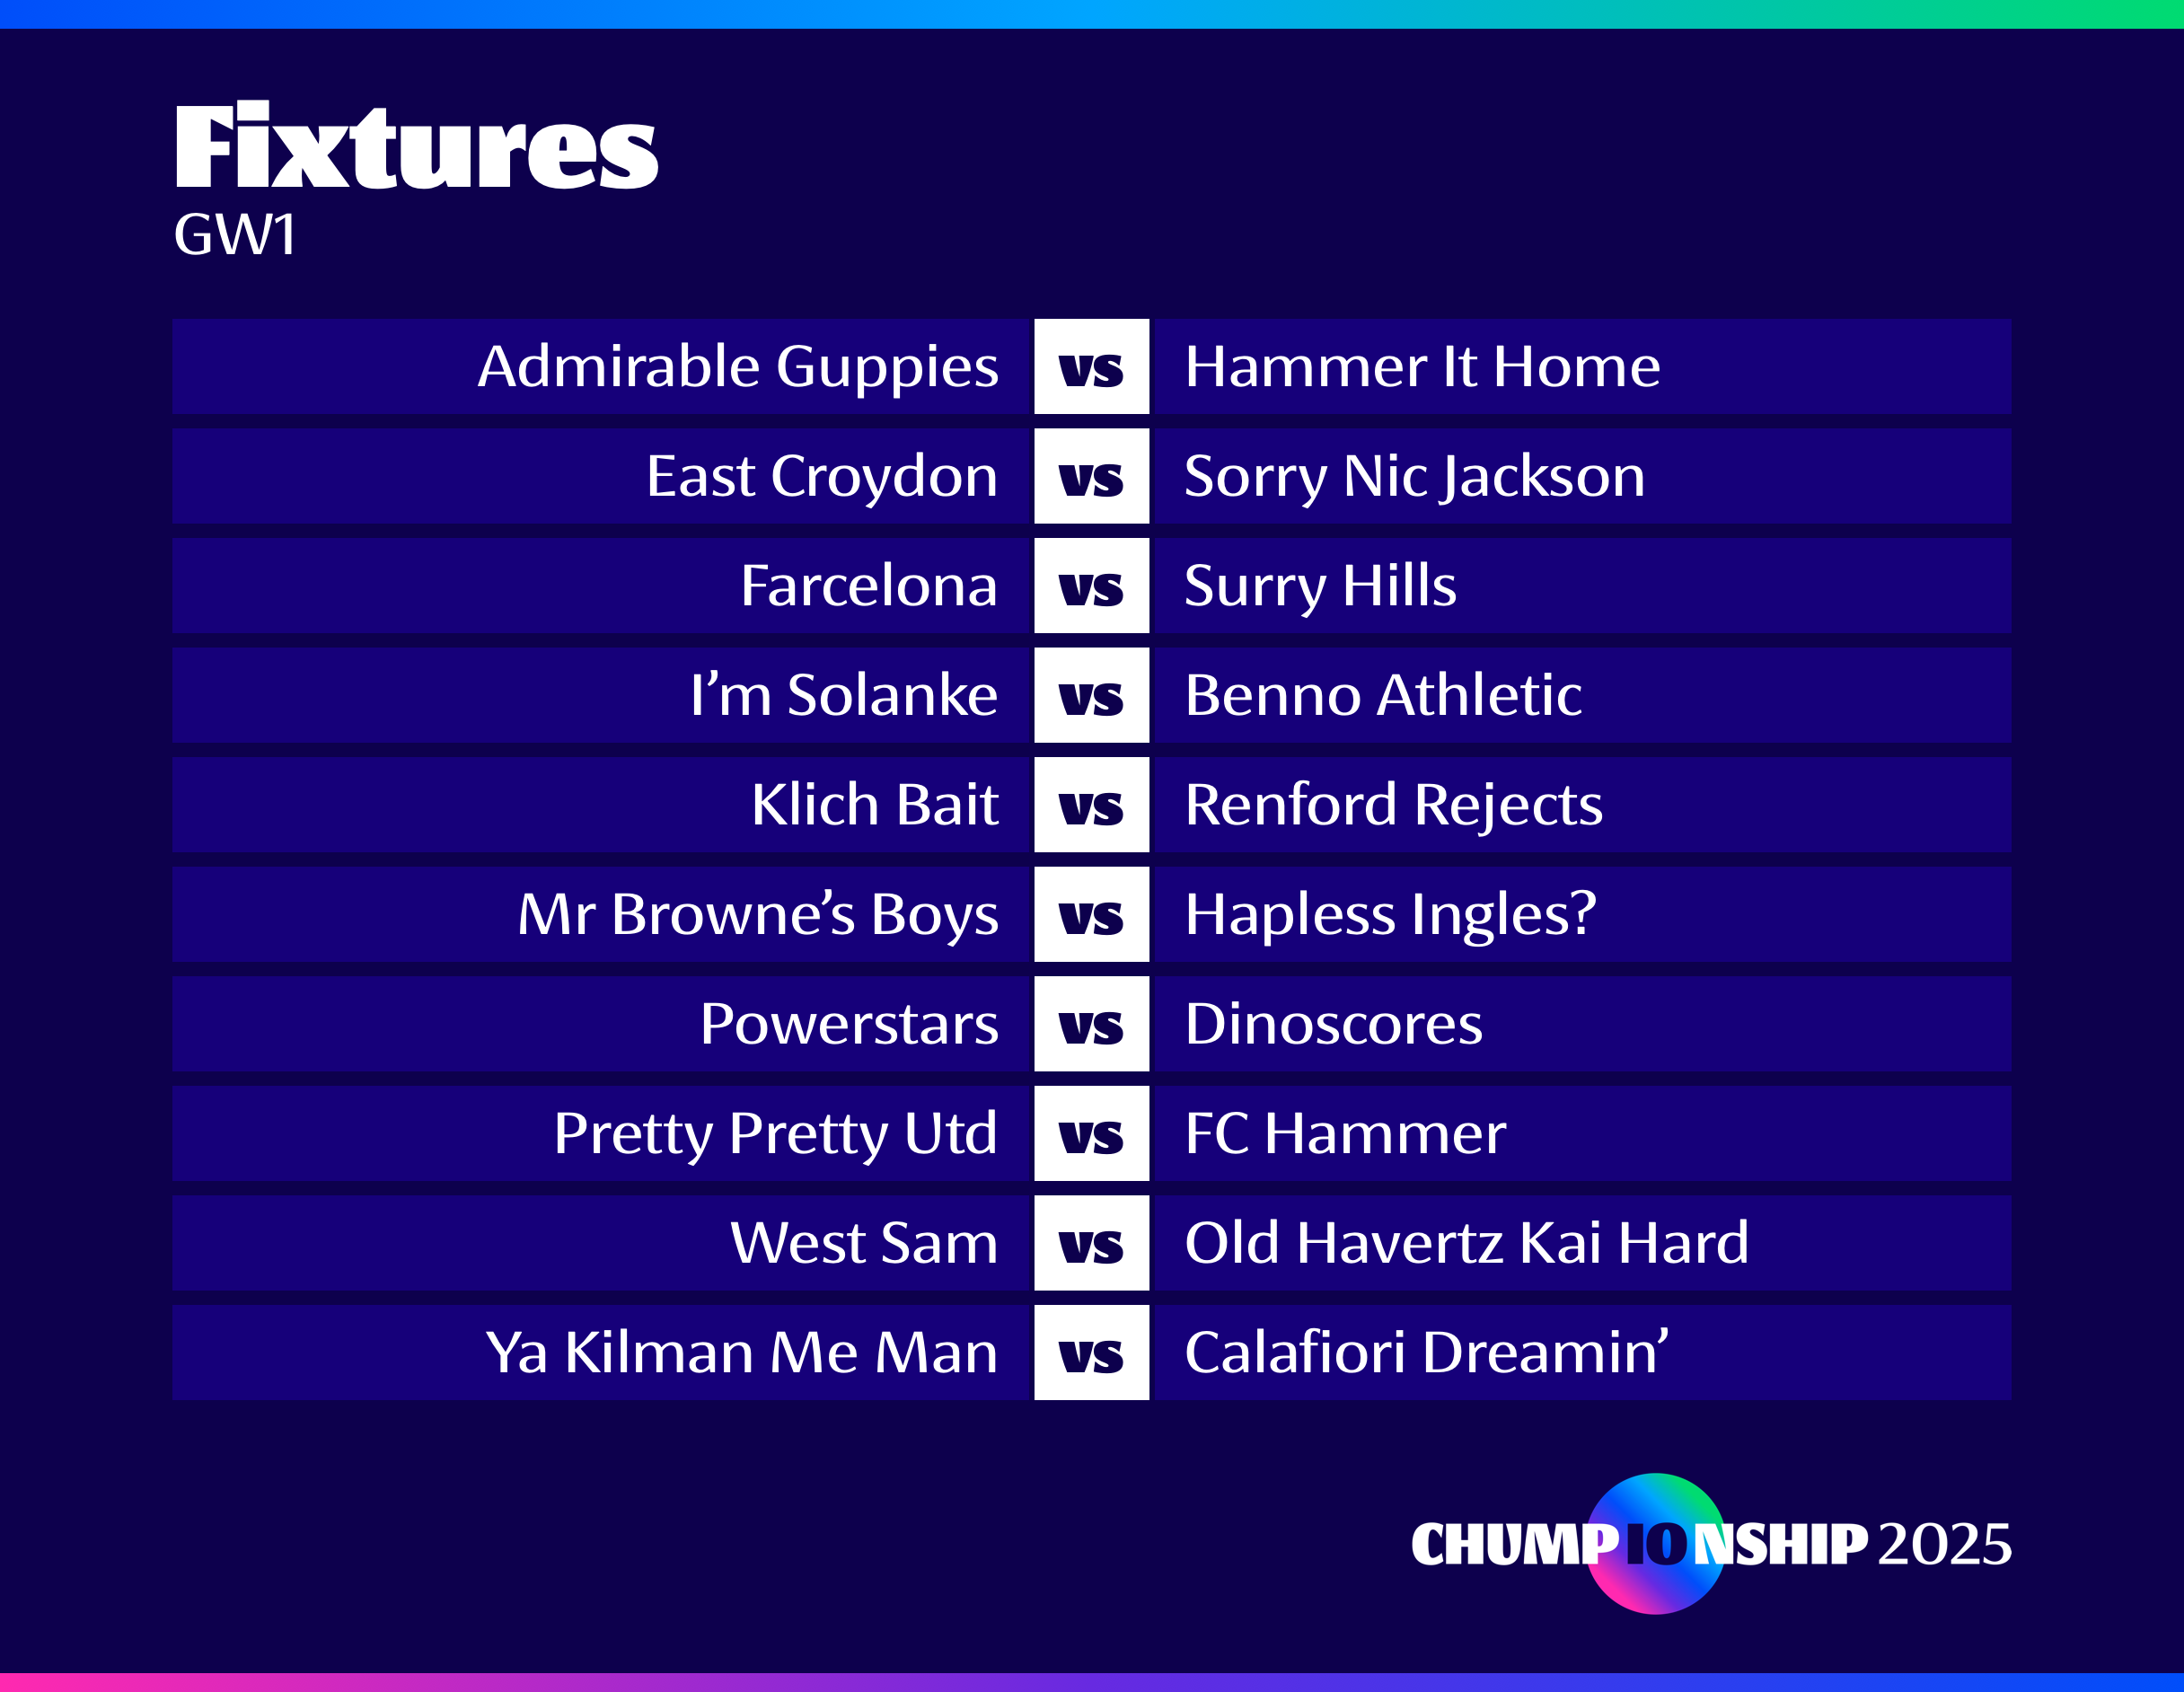 Fixtures
GW1
Admirable Guppies vs Hammer It Home
East Croydon vs Sorry Nic Jackson
Farcelona vs Surry Hills
I’m Solanke vs Benno Athletic
Klich Bait vs Renford Rejects
Mr Browne’s Boys vs Hapless Ingles?
Powerstars vs Dinoscores
Pretty Pretty Utd vs FC Hammer
West Sam vs Old Havertz Kai Hard
Ya Kilman Me Man vs Calafiori Dreamin’
CHUMPIONSHIP 2025